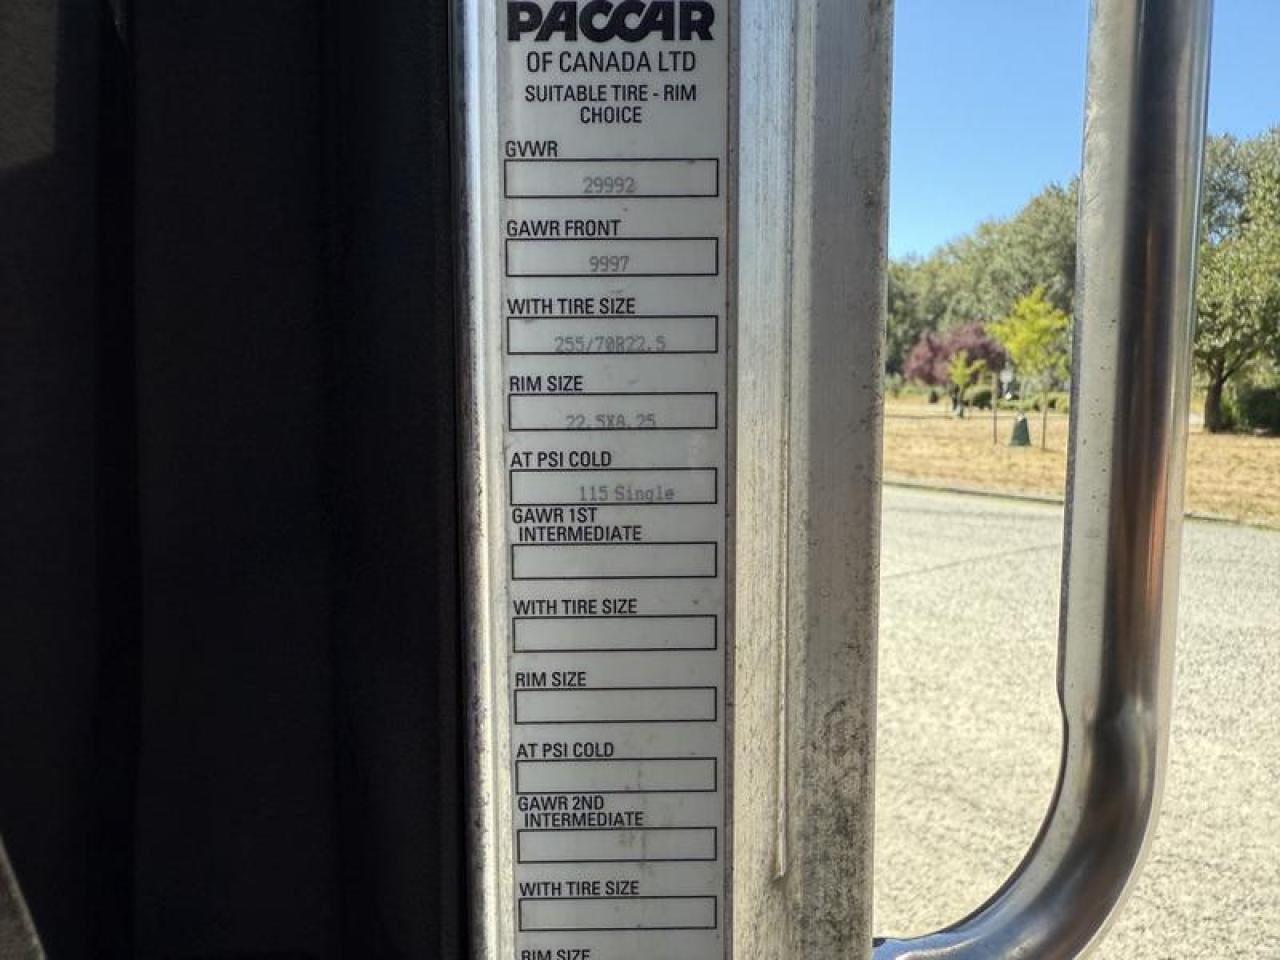 PACCAR
OF CANADA LTD
SUITABLE TIRE - RIM
CHOICE
GVWR
29992
GAWR FRONT
9997
WITH TIRE SIZE
255/70R22.5
RIM SIZE
22.5X8.25
AT PSI COLD
115 Single
GAWR 1ST
INTERMEDIATE
WITH TIRE SIZE
RIM SIZE
AT PSI COLD
GAWR 2ND
INTERMEDIATE
WITH TIRE SIZE
RIM SIZE